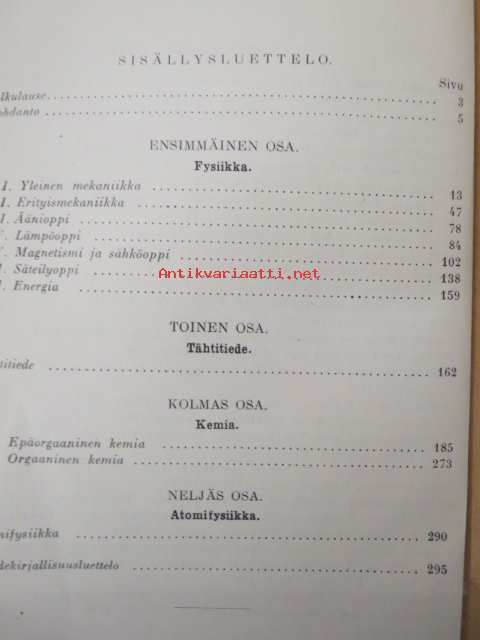 SISÄLLYSLUETTELO.
Sivu
lkulause 3
ohdanto 5
ENSIMMÄINEN OSA.
Fysiikka.
I. Yleinen mekaniikka 13
I. Erityismekaniikka 47
I. Äänioppi 78
V. Lämpöoppi 84
V. Magnetismi ja sähköoppi 102
I. Säteilyoppi 138
Antikvariaatti.net
I. Energia 159
TOINEN OSA.
Tähtitiede.
titiede 162
KOLMAS OSA.
Kemia.
Epäorgaaninen kemia 185
Orgaaninen kemia 273
NELJÄS OSA.
Atomifysiikka.
mifysiikka 290
dekirjallisuusluettelo 295